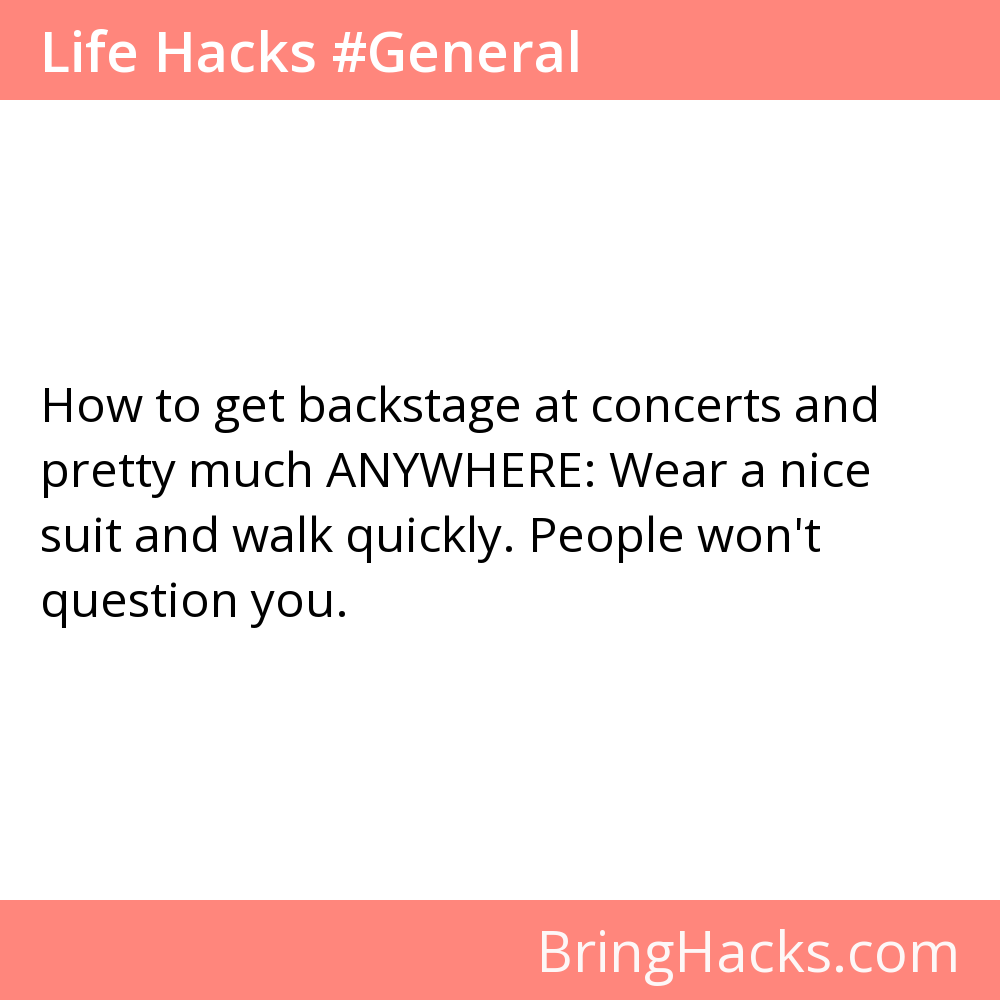 Life Hacks #General
How to get backstage at concerts and
pretty much ANYWHERE: Wear a nice
suit and walk quickly. People won't
question you.
BringHacks.com